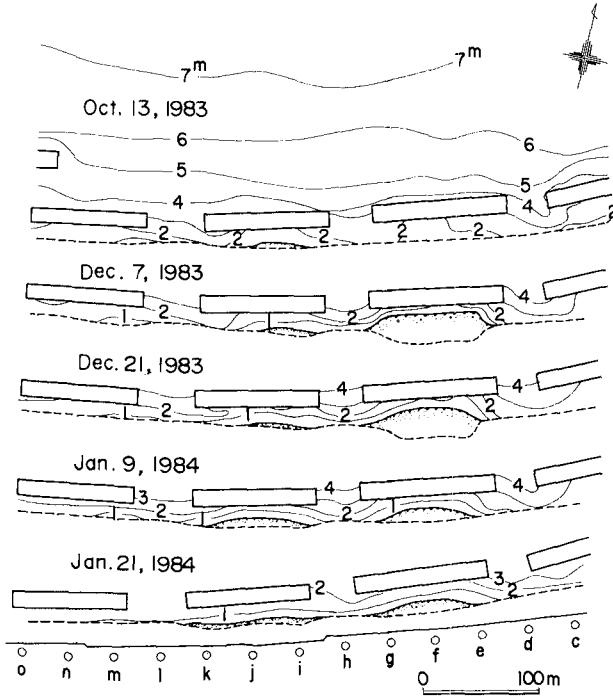 7m 7m
Oct. 13, 1983
6 6
5 5
4 4
2 2 2 2 2 2
Dec. 7, 1983
4
1 2 2 2
Dec. 21, 1983
4 4
2 2 2
Jan. 9, 1984
3 4 4
2 2
Jan. 21, 1984
2 3 2
o n m l k j i h g f e d c
0 100m